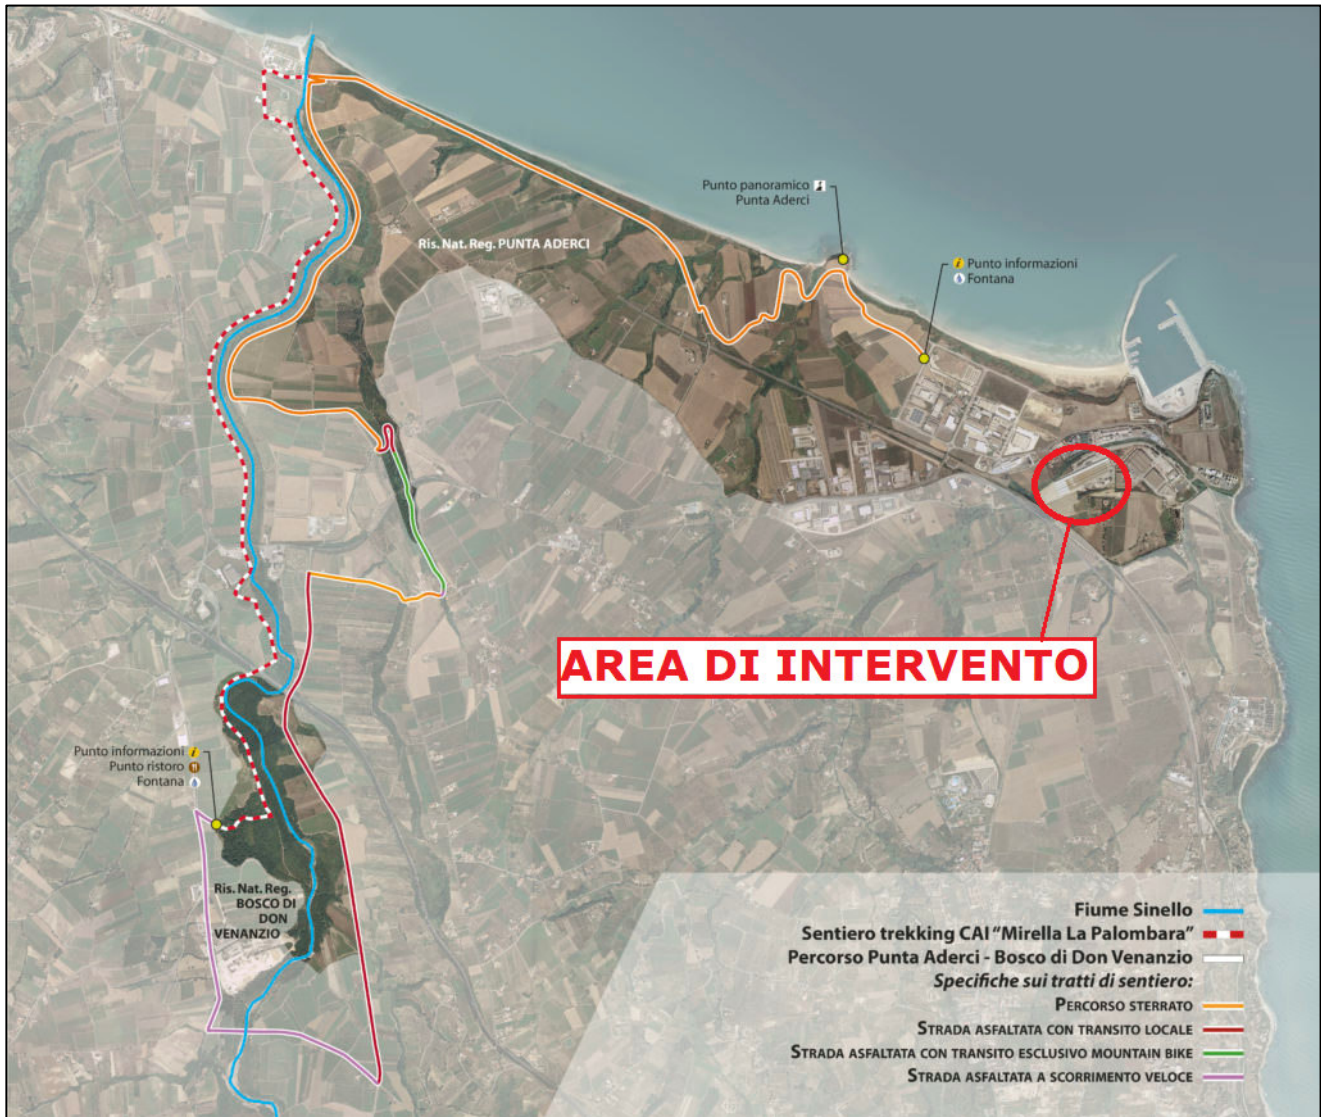 Punto panoramico
Punta Aderci
Ris. Nat. Reg. PUNTA ADERCI
Punto informazioni
Fontana
AREA DI INTERVENTO
Punto informazioni
Punto ristoro
Fontana
Ris. Nat. Reg.
BOSCO DI
DON
VENANZIO
Fiume Sinello
Sentiero trekking CAI "Mirella La Palombara"
Percorso Punta Aderci - Bosco di Don Venanzio
Specifiche sui tratti di sentiero:
PERCORSO STERRATO
STRADA ASFALTATA CON TRANSITO LOCALE
STRADA ASFALTATA CON TRANSITO ESCLUSIVO MOUNTAIN BIKE
STRADA ASFALTATA A SCORRIMENTO VELOCE